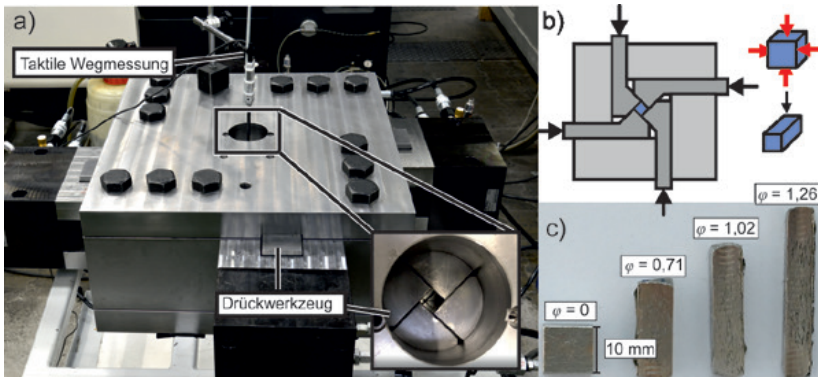 a)
Taktile Wegmessung
Drückwerkzeug
b)
c)
φ = 0
10 mm
φ = 0,71
φ = 1,02
φ = 1,26